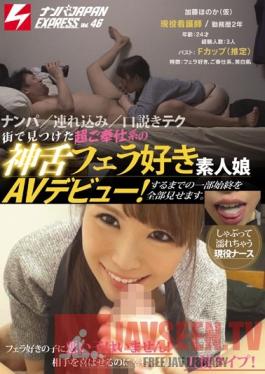 ナンパJAPAN
EXPRESS Vol. 46
加藤ほのか(仮)
現役看護師 / 勤務歴2年
年齢:24才
経験人数:3人
バスト:Fカップ(推定)
特徴:フェラ好き、ご奉仕系、美白肌
ナンパ/連れ込み/口説きテク
街で見つけた超ご奉仕系の
神舌フェラ好き素人娘
AVデビュー!
するまでの一部始終を
全部見せます。
しゃぶって
濡れちゃう
現役ナース
フェラ好きの子に
相手を喜ばせるのに
JAVSZEN.TV
FREE JAV LIBRARY